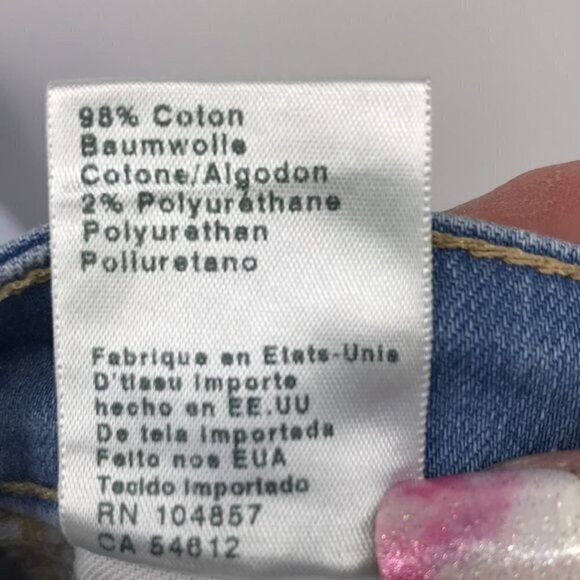 98% Coton
Baumwolle
Cotone/Algodon
2% Polyuréthane
Polyurethan
Poliuretano
Fabrique en Etats-Unis
D'tissu Importe
hecho en EE.UU
De tela importada
Feito nos EUA
Tecido importado
RN 104857
CA 54612